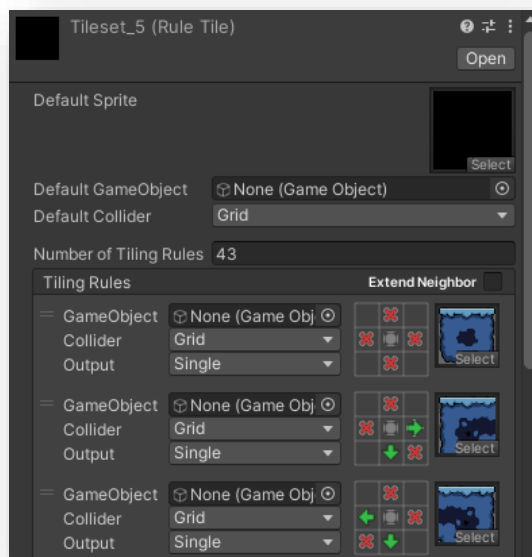 Tileset_5 (Rule Tile)
Open
Default Sprite
Select
Default GameObject None (Game Object)
Default Collider Grid
Number of Tiling Rules 43
Tiling Rules Extend Neighbor
GameObject None (Game Obj
Collider Grid
Output Single
Select
GameObject None (Game Obj
Collider Grid
Output Single
Select
GameObject None (Game Obj
Collider Grid
Output Single
Select